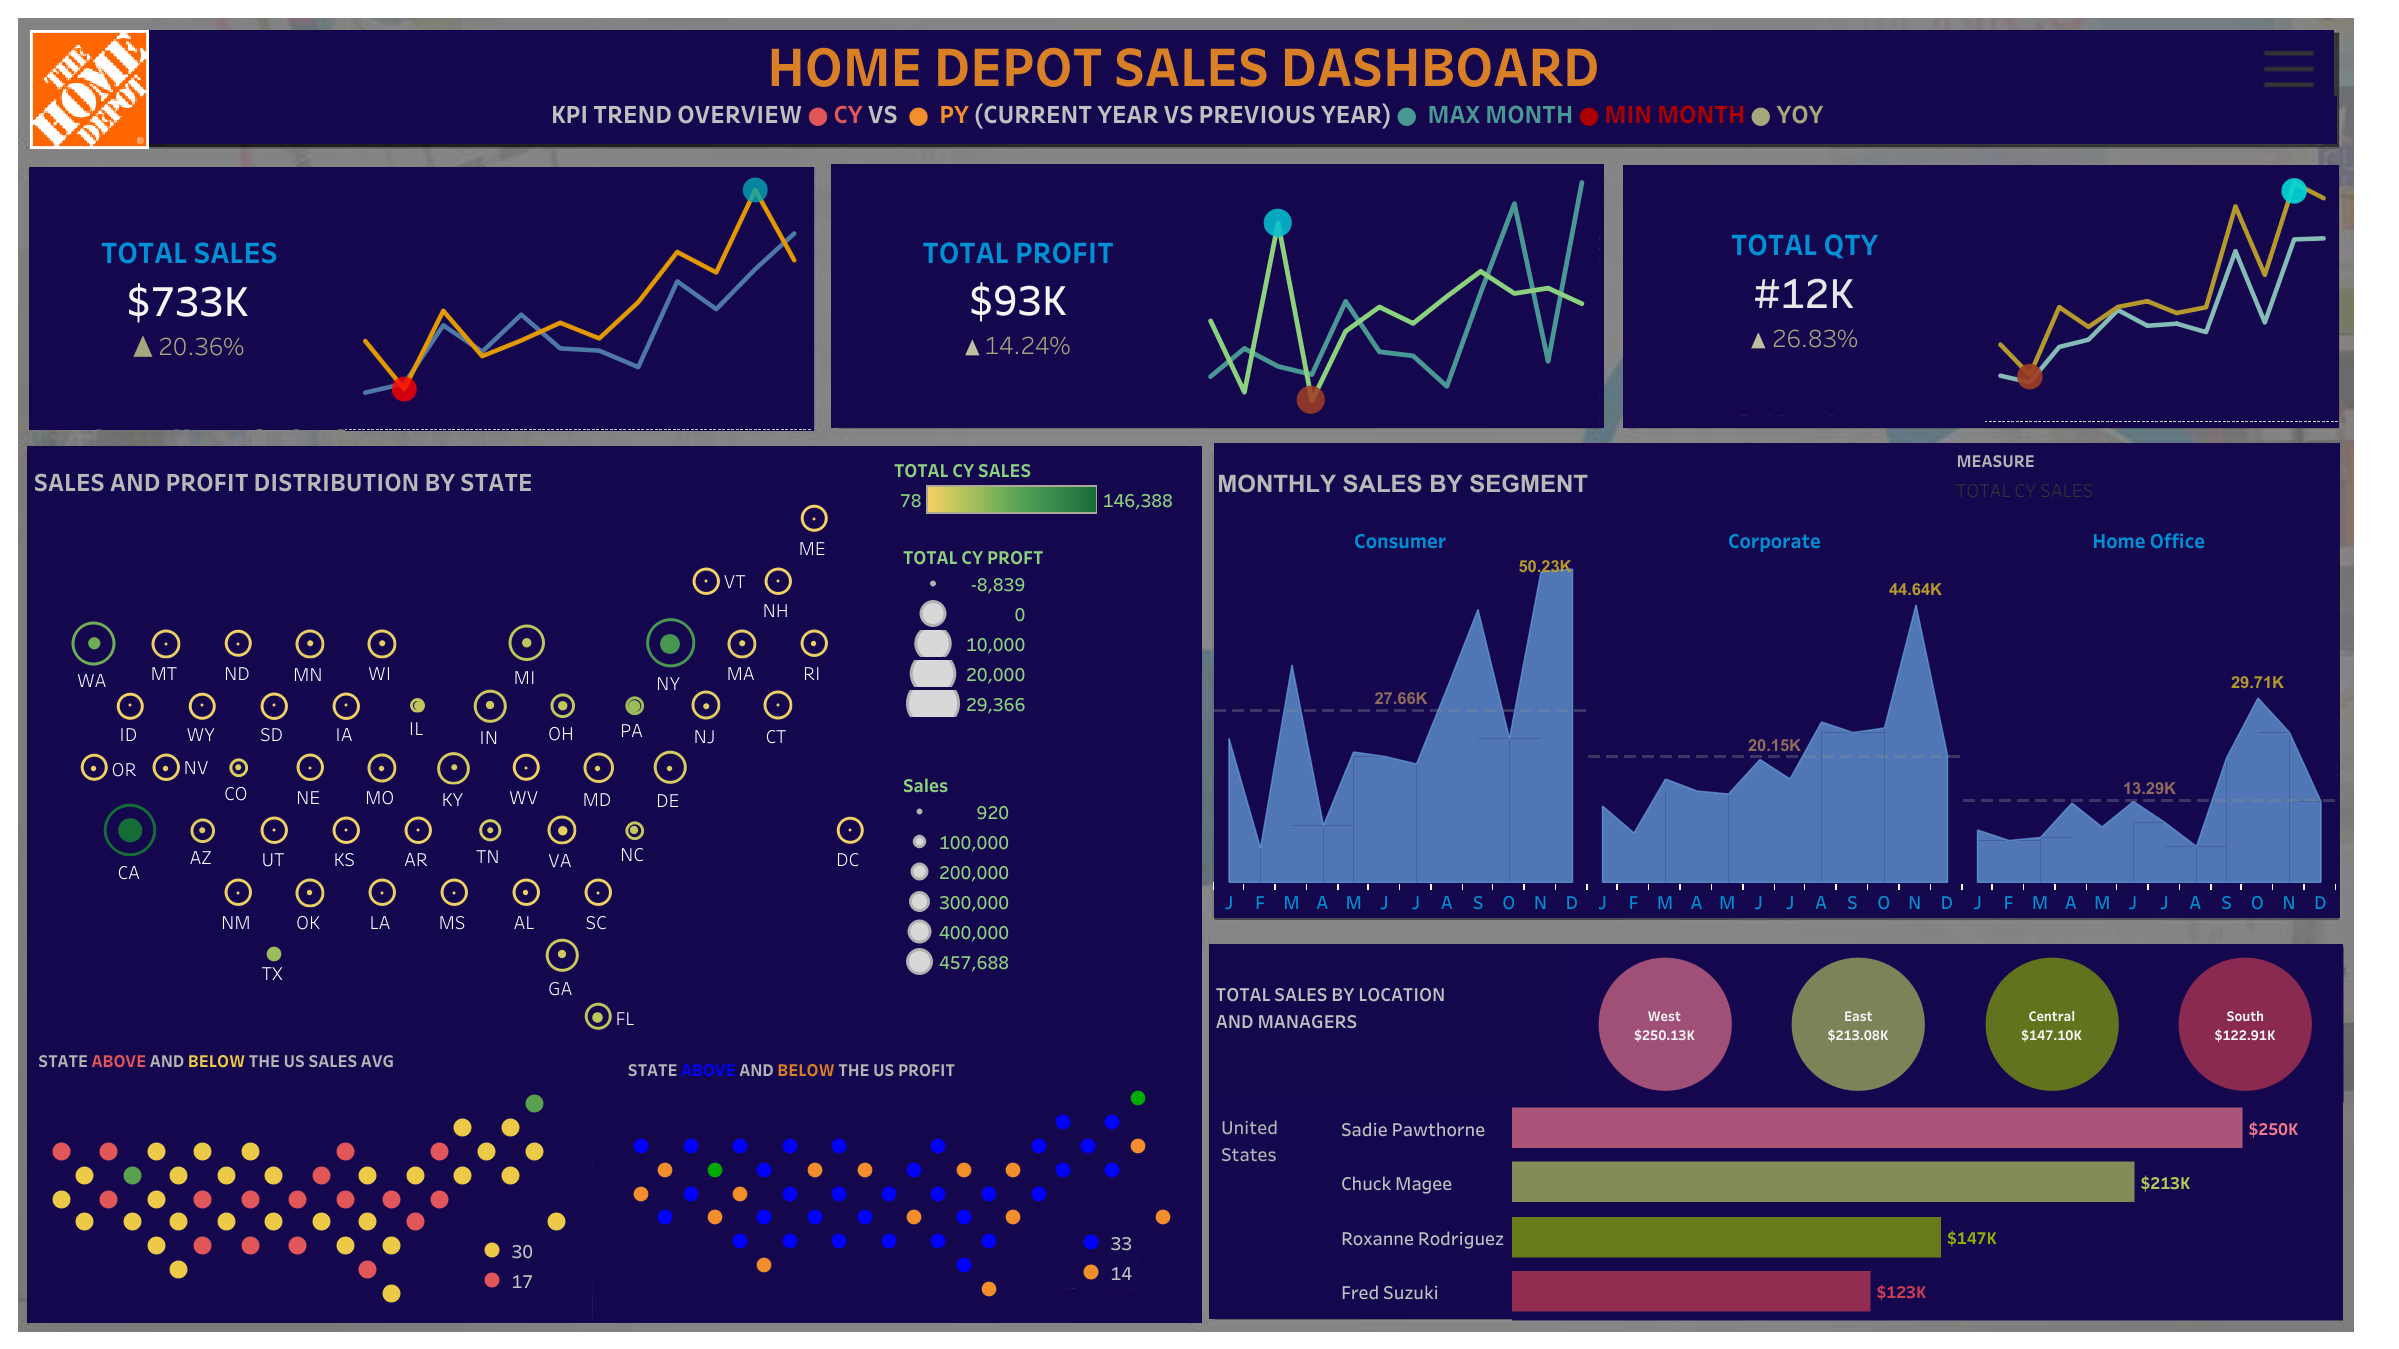 THE
HOME
DEPOT
HOME DEPOT SALES DASHBOARD
KPI TREND OVERVIEW CY VS PY (CURRENT YEAR VS PREVIOUS YEAR) MAX MONTH MIN MONTH YOY
TOTAL SALES
$733K
▲ 20.36%
TOTAL PROFIT
$93K
▲ 14.24%
TOTAL QTY
#12K
▲ 26.83%
SALES AND PROFIT DISTRIBUTION BY STATE
ME
VT
NH
WA MT ND MN WI MI NY MA RI
ID WY SD IA IL IN OH PA NJ CT
OR NV CO NE MO KY WV MD DE
CA AZ UT KS AR TN VA NC DC
NM OK LA MS AL SC
TX GA
FL
TOTAL CY SALES
78 146,388
TOTAL CY PROFT
-8,839
0
10,000
20,000
29,366
Sales
920
100,000
200,000
300,000
400,000
457,688
STATE ABOVE AND BELOW THE US SALES AVG
30
17
STATE ABOVE AND BELOW THE US PROFIT
33
14
MONTHLY SALES BY SEGMENT
MEASURE
TOTAL CY SALES
Consumer Corporate Home Office
50.23K
44.64K
29.71K
27.66K
20.15K
13.29K
J F M A M J J A S O N D J F M A M J J A S O N D J F M A M J J A S O N D
TOTAL SALES BY LOCATION
AND MANAGERS
West
$250.13K
East
$213.08K
Central
$147.10K
South
$122.91K
United
States
Sadie Pawthorne $250K
Chuck Magee $213K
Roxanne Rodriguez $147K
Fred Suzuki $123K